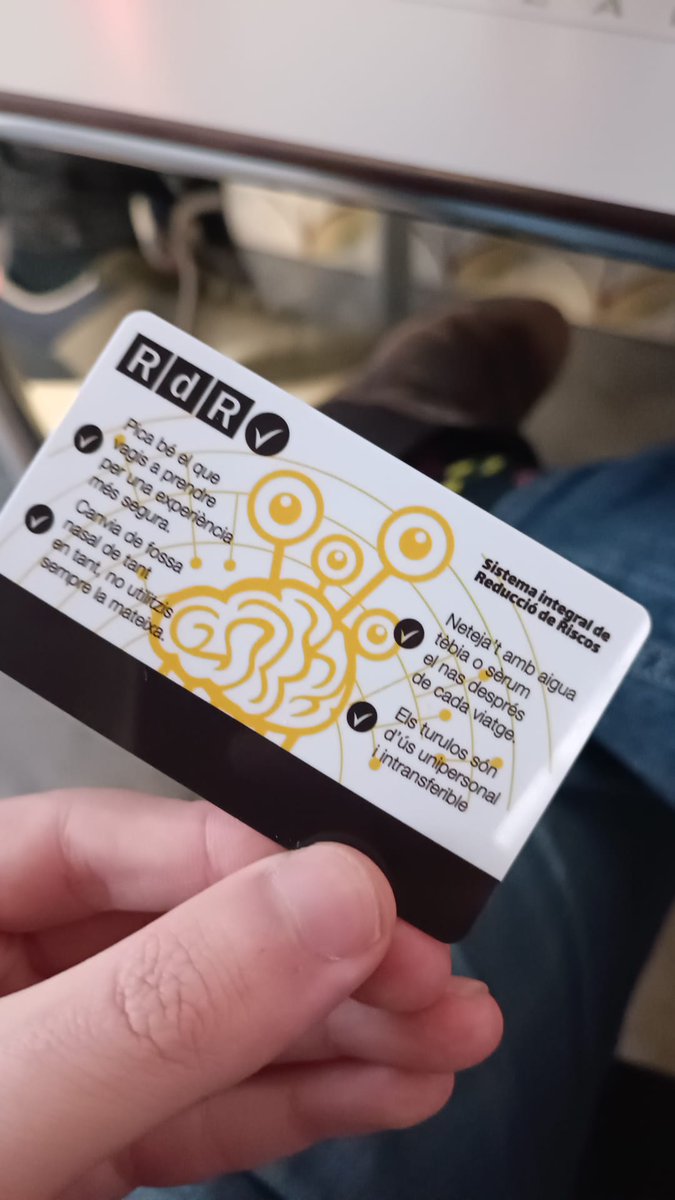 RdR
Pica bé el que
vagis a prendre
per una experiència
més segura.
Canvia de fossa
nasal de tant
en tant, no utilitzis
sempre la mateixa.
Sistema integral de
Reducció de Riscos
Neteja't amb aigua
tèbia o sèrum
el nas després
de cada viatge.
Els turulos són
d'ús unipersonal
i intransferible